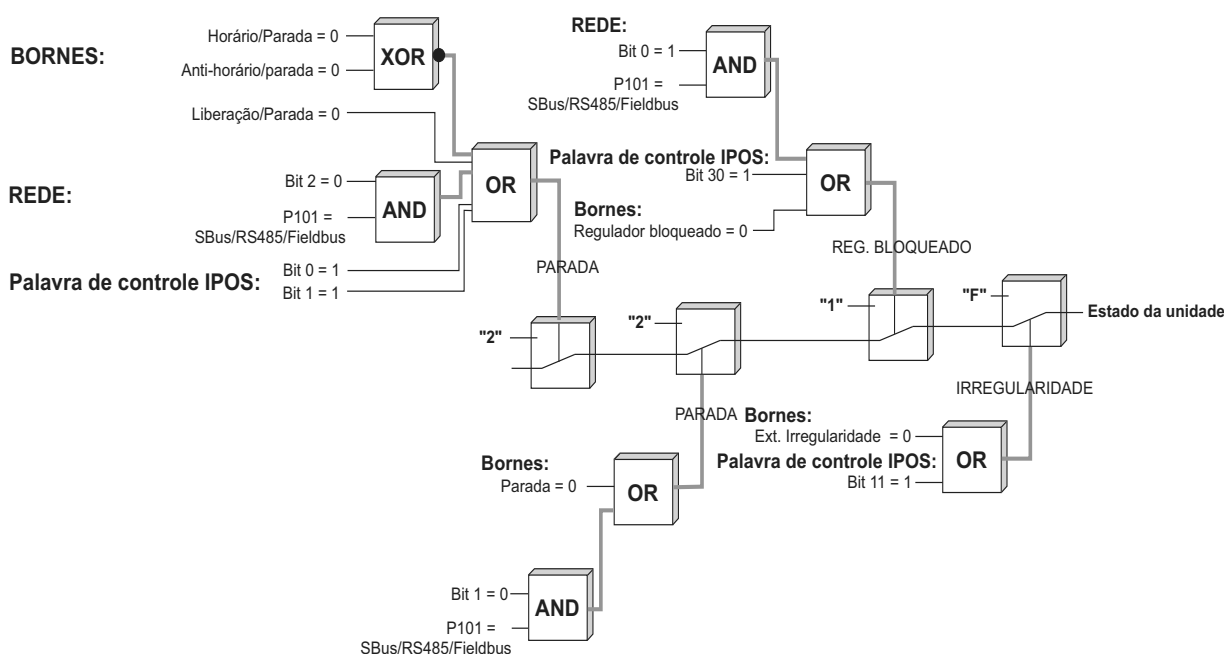 BORNES:
Horário/Parada = 0
Anti-horário/parada = 0
XOR
Liberação/Parada = 0
REDE:
Bit 2 = 0
P101 =
SBus/RS485/Fieldbus
AND
OR
Palavra de controle IPOS:
Bit 0 = 1
Bit 1 = 1
PARADA
REDE:
Bit 0 = 1
P101 =
SBus/RS485/Fieldbus
AND
Palavra de controle IPOS:
Bit 30 = 1
OR
Bornes:
Regulador bloqueado = 0
REG. BLOQUEADO
"2"
"2"
"1"
"F"
Estado da unidade
PARADA
IRREGULARIDADE
Bornes:
Ext. Irregularidade = 0
Palavra de controle IPOS:
Bit 11 = 1
OR
Bornes:
Parada = 0
OR
Bit 1 = 0
P101 =
SBus/RS485/Fieldbus
AND